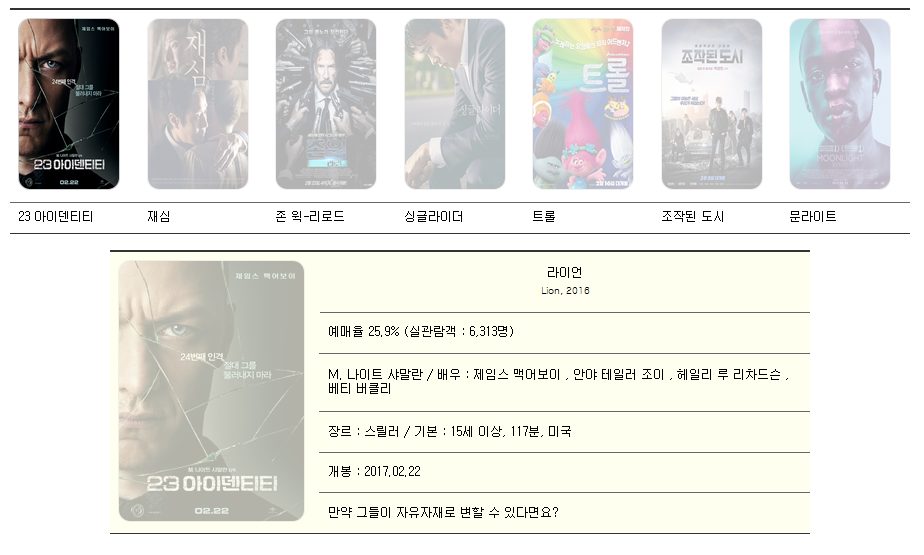 제임스 맥어보이
24번째 인격
절대 그를
불러내지 마라
M. 나이트 샤말란 감독
23 아이덴티티
02.22
재심
그의 분노가 폭발한다
싱글라이더
트롤
조작된 도시
MOONLIGHT
23 아이덴티티
재심
존 윅-리로드
싱글라이더
트롤
조작된 도시
문라이트
제임스 맥어보이
24번째 인격
절대 그를
불러내지 마라
M. 나이트 샤말란 감독
23 아이덴티티
02.22
라이언
Lion, 2016
예매율 25.9% (실관람객 : 6,313명)
M. 나이트 샤말란 / 배우 : 제임스 맥어보이 , 안야 테일러 조이 , 헤일리 루 리차드슨 ,
베티 버클리
장르 : 스릴러 / 기본 : 15세 이상, 117분, 미국
개봉 : 2017.02.22
만약 그들이 자유자재로 변할 수 있다면요?